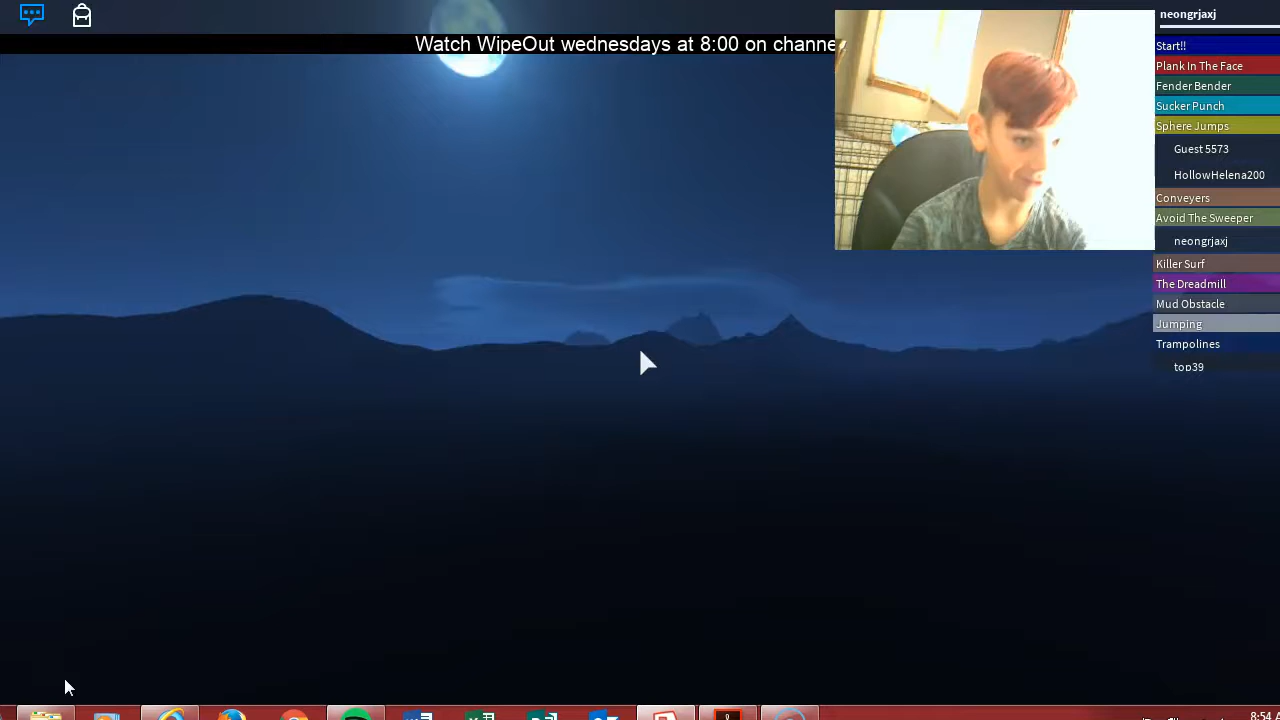 Watch WipeOut wednesdays at 8:00 on channe
neongrjaxj
Start!!
Plank In The Face
Fender Bender
Sucker Punch
Sphere Jumps
Guest 5573
HollowHelena200
Conveyers
Avoid The Sweeper
neongrjaxj
Killer Surf
The Dreadmill
Mud Obstacle
Jumping
Trampolines
top39
8:54